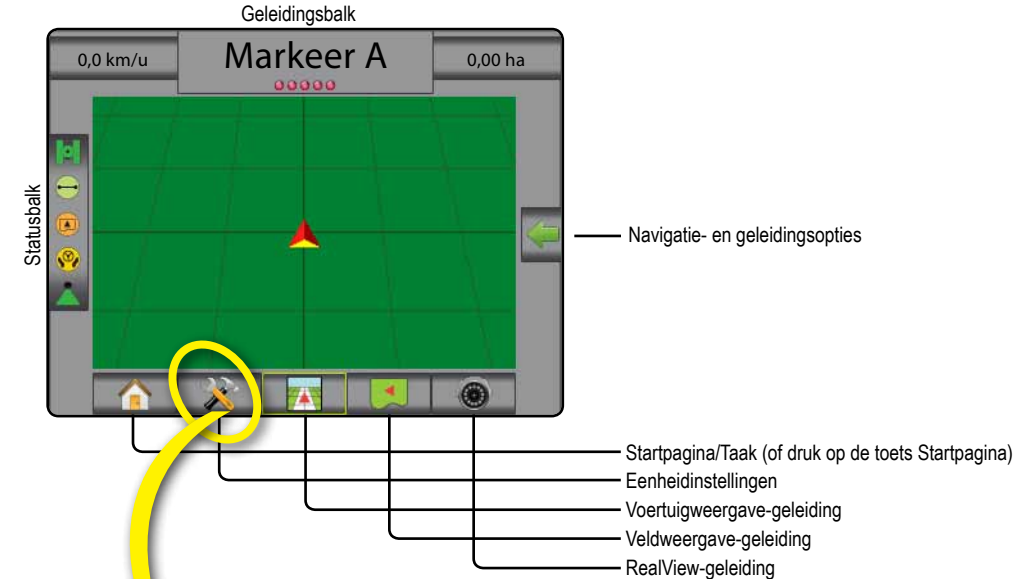 Geleidingsbalk
0,0 km/u
Markeer A
0,00 ha
Statusbalk
Navigatie- en geleidingsopties
Startpagina/Taak (of druk op de toets Startpagina)
Eenheidinstellingen
Voertuigweergave-geleiding
Veldweergave-geleiding
RealView-geleiding